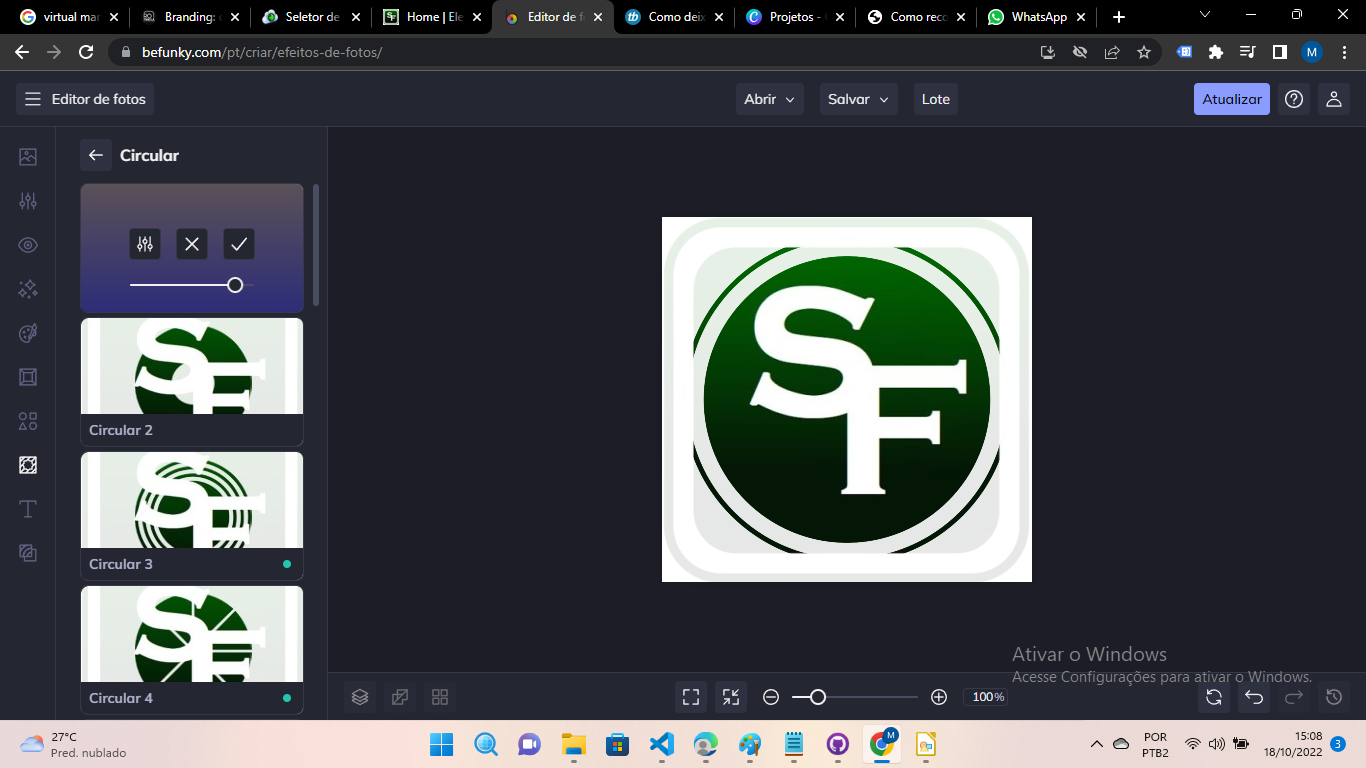 virtual mar
Branding: c
Seletor de
Home | Ele
Editor de f
Como deix
Projetos -
Como reco
WhatsApp
befunky.com/pt/criar/efeitos-de-fotos/
M
Editor de fotos
Abrir
Salvar
Lote
Atualizar
Circular
Circular 2
Circular 3
Circular 4
SF
Ativar o Windows
Acesse Configurações para ativar o Windows.
100%
27°C
Pred. nublado
M
POR
PTB2
15:08
18/10/2022
3